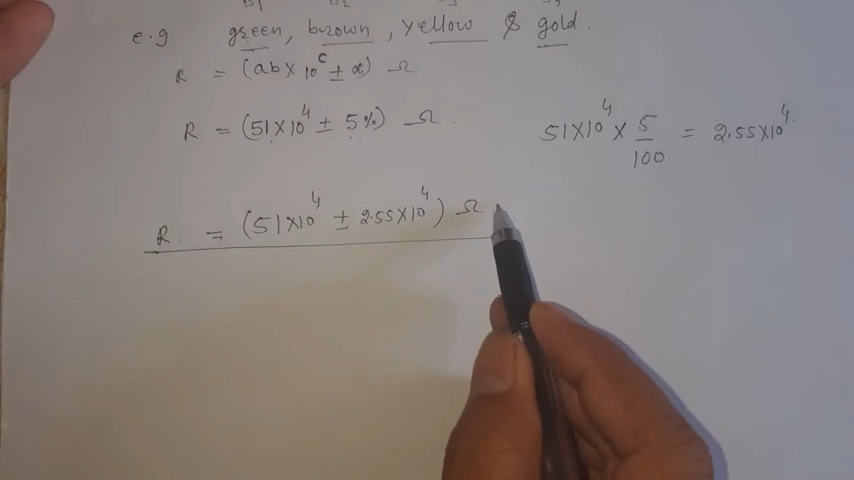 e.g green, brown, yellow & gold.
R = (ab × 10^c ± x) Ω
R = (51×10^4 ± 5%) Ω
51×10^4 × 5/100 = 2.55×10^4
R. = (51×10^4 ± 2.55×10^4) Ω